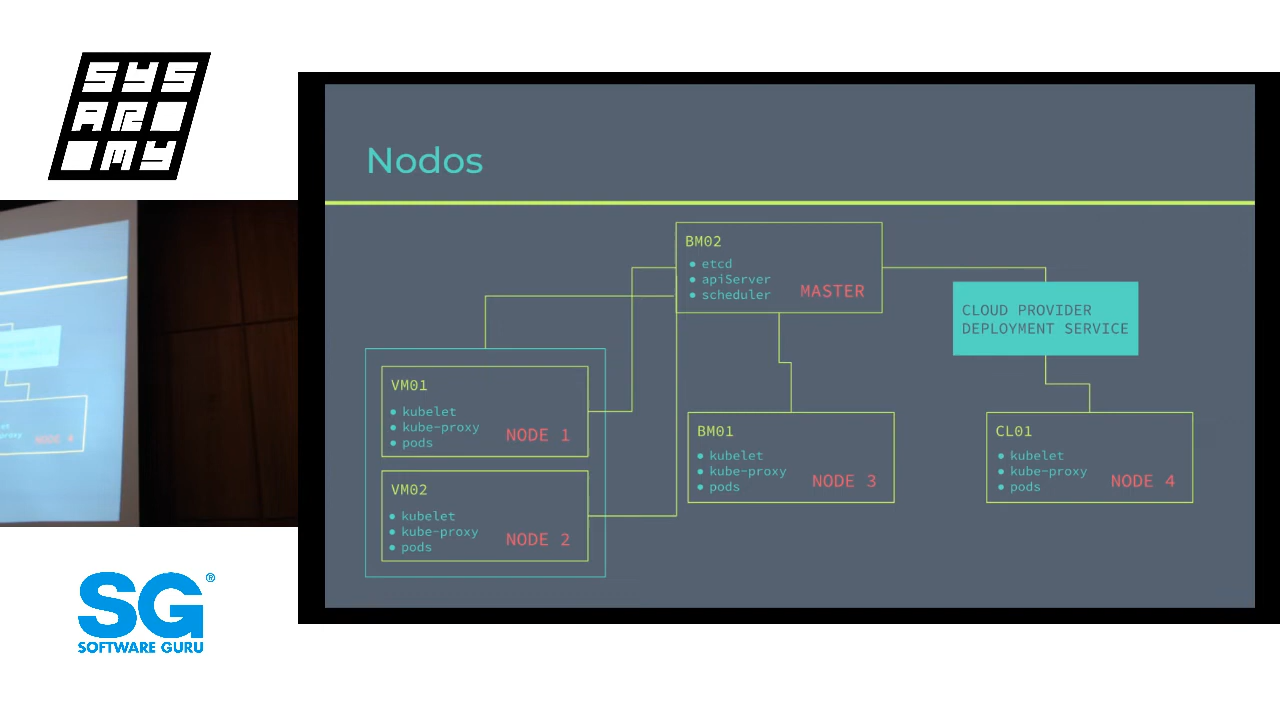 SYS
AR
MY
Nodos
BM02
• etcd
• apiServer
• scheduler
MASTER
CLOUD PROVIDER
DEPLOYMENT SERVICE
VM01
• kubelet
• kube-proxy
• pods
NODE 1
VM02
• kubelet
• kube-proxy
• pods
NODE 2
BM01
• kubelet
• kube-proxy
• pods
NODE 3
CL01
• kubelet
• kube-proxy
• pods
NODE 4
SG®
SOFTWARE GURU